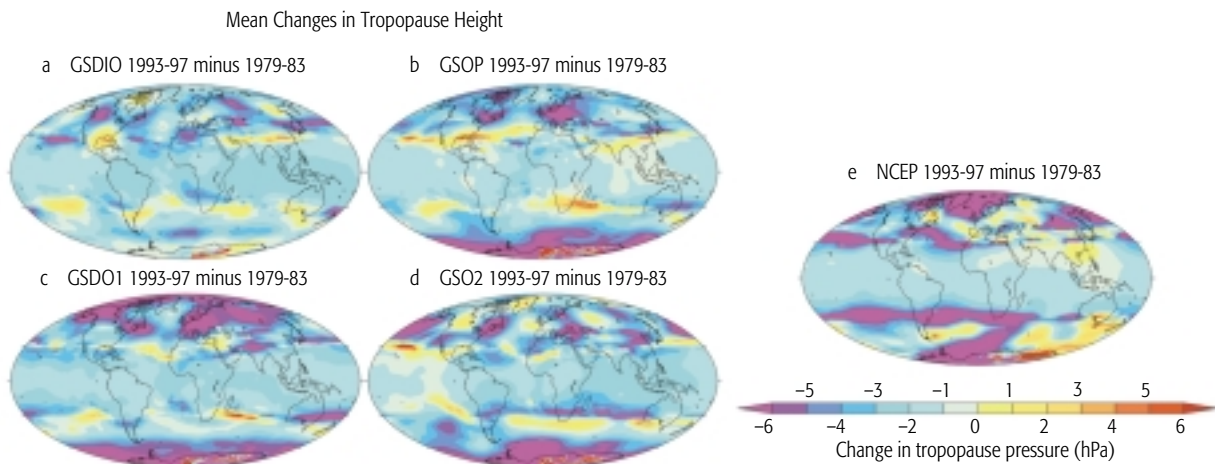 Mean Changes in Tropopause Height
a GSDIO 1993-97 minus 1979-83
b GSOP 1993-97 minus 1979-83
e NCEP 1993-97 minus 1979-83
c GSDO1 1993-97 minus 1979-83
d GSO2 1993-97 minus 1979-83
−5 −3 −1 1 3 5
−6 −4 −2 0 2 4 6
Change in tropopause pressure (hPa)